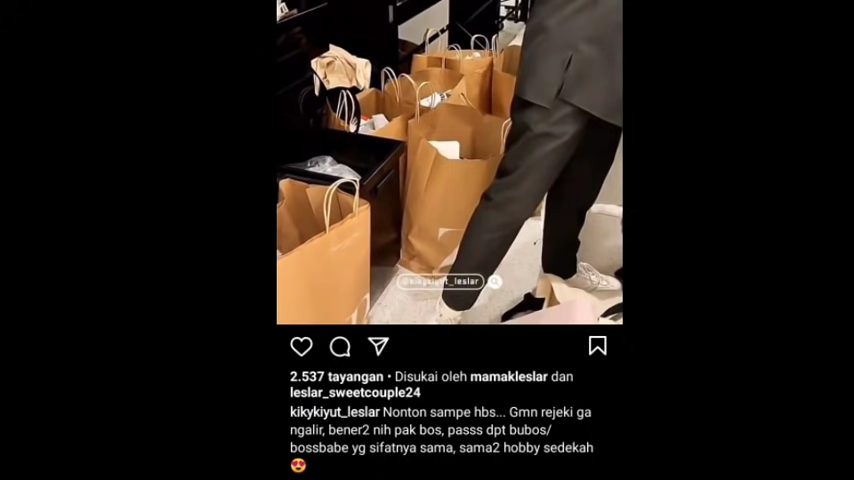 @kikykiyut_leslar
2.537 tayangan • Disukai oleh mamakleslar dan
leslar_sweetcouple24
kikykiyut_leslar Nonton sampe hbs... Gmn rejeki ga
ngalir, bener2 nih pak bos, passs dpt bubos/
bossbabe yg sifatnya sama, sama2 hobby sedekah
😍